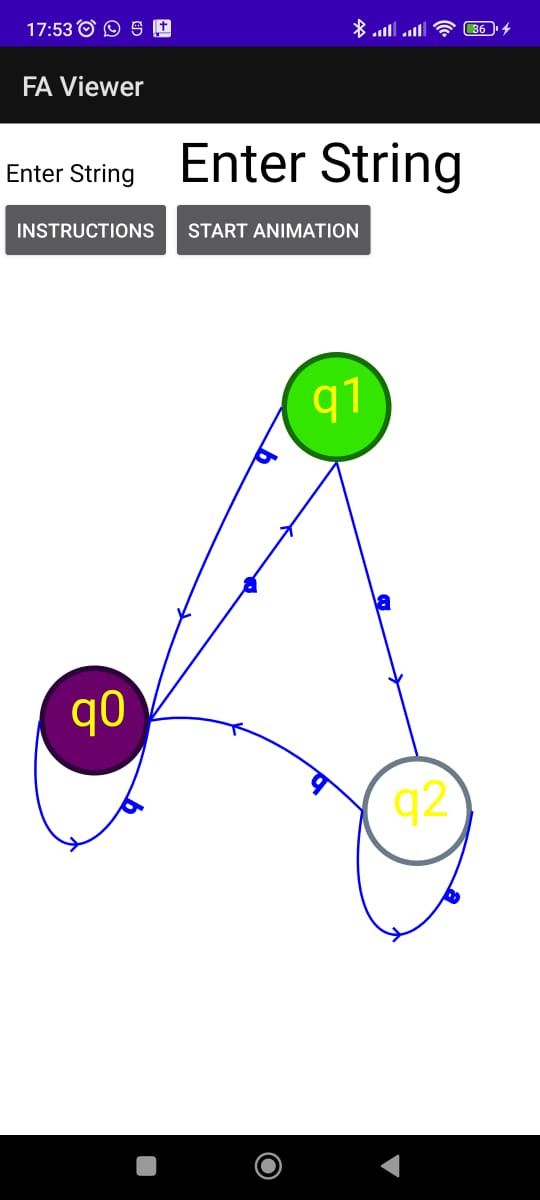 17:53 86
FA Viewer
Enter String Enter String
INSTRUCTIONS START ANIMATION
q1
b
a
a
q0
b
b
q2
a